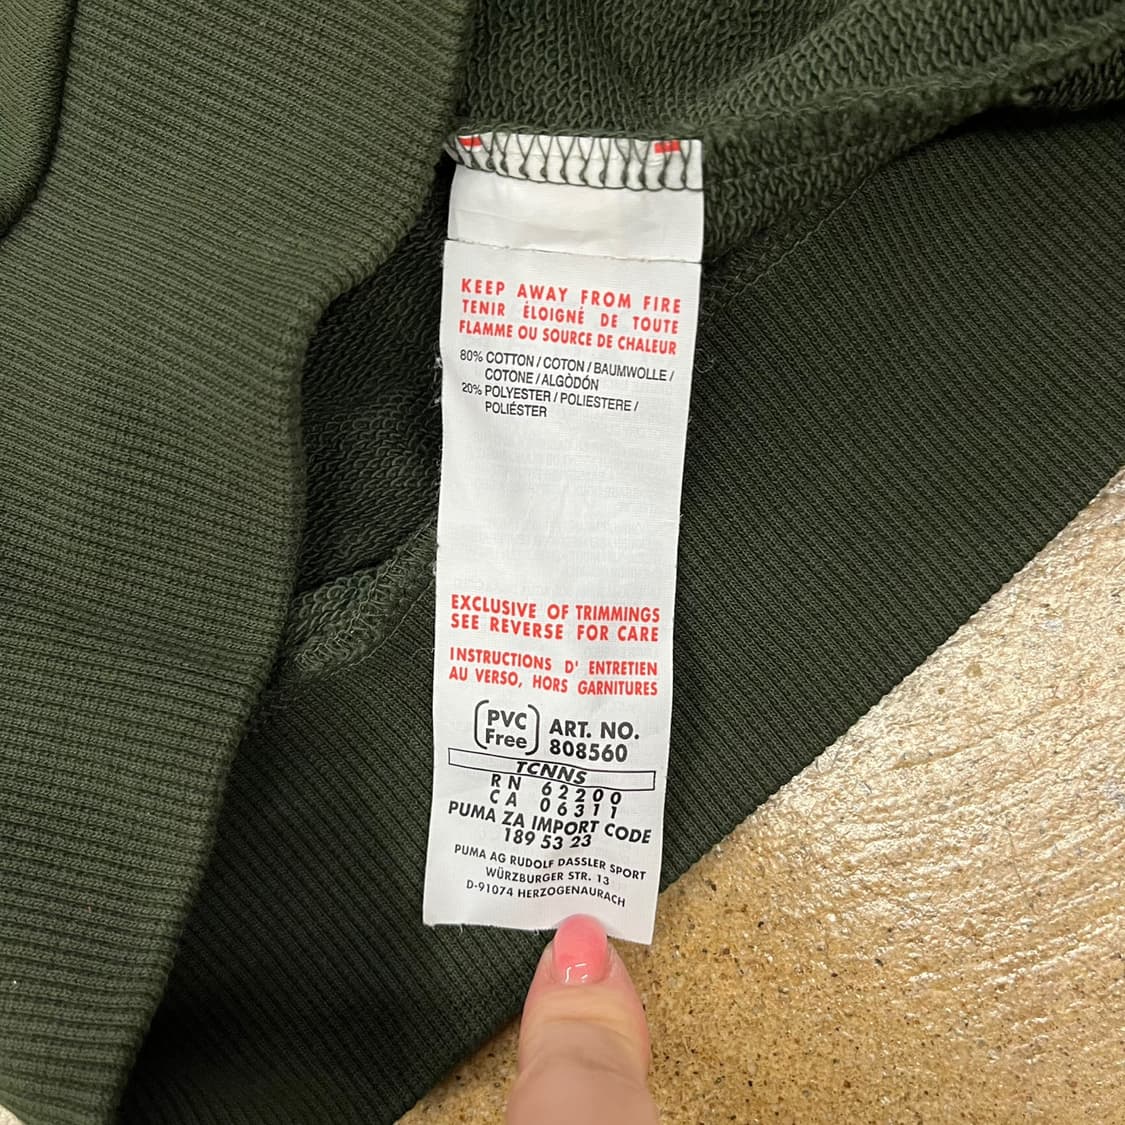 KEEP AWAY FROM FIRE
TENIR ÉLOIGNÉ DE TOUTE
FLAMME OU SOURCE DE CHALEUR
80% COTTON / COTON / BAUMWOLLE /
COTONE / ALGÒDÓN
20% POLYESTER / POLIESTERE /
POLIÉSTER
EXCLUSIVE OF TRIMMINGS
SEE REVERSE FOR CARE
INSTRUCTIONS D' ENTRETIEN
AU VERSO, HORS GARNITURES
PVC Free
ART. NO.
808560
TCNNS
RN 62200
CA 06311
PUMA ZA IMPORT CODE
189 53 23
PUMA AG RUDOLF DASSLER SPORT
WÜRZBURGER STR. 13
D-91074 HERZOGENAURACH